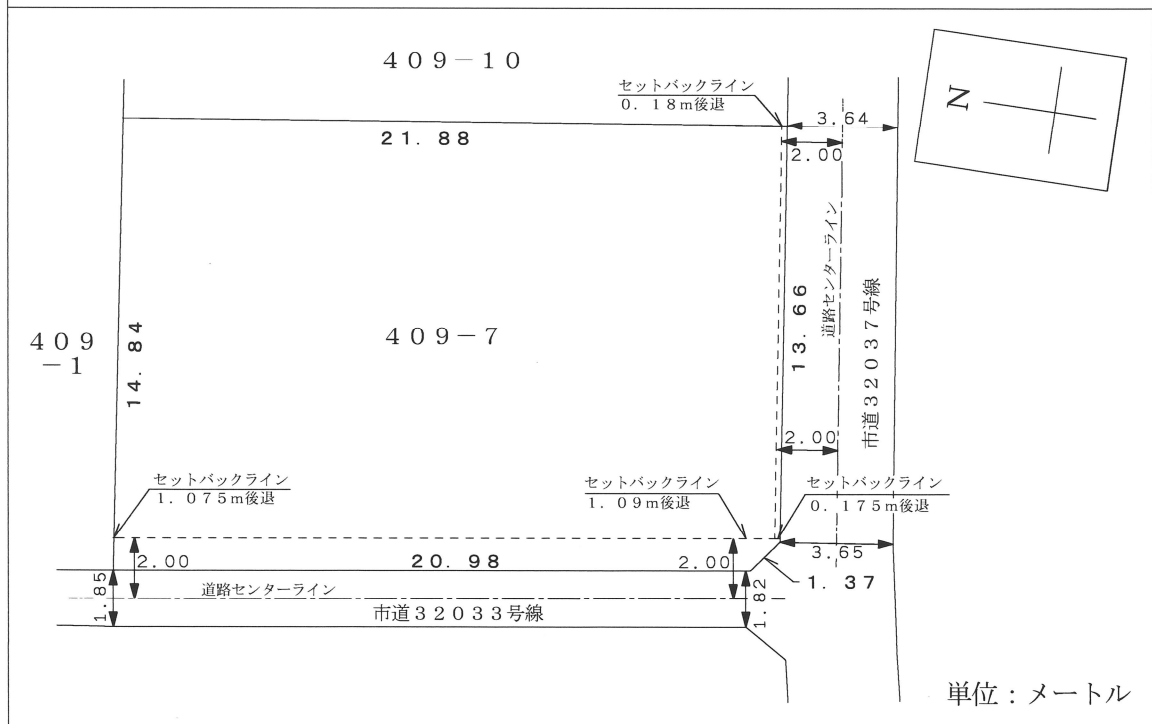 ４０９－１０
セットバックライン
０．１８ｍ後退
N
3.64
21.88
2.00
道路センターライン
13.66
市道３２０３７号線
４０９
－１
14.84
４０９－７
2.00
セットバックライン
１．０７５ｍ後退
セットバックライン
１．０９ｍ後退
セットバックライン
０．１７５ｍ後退
3.65
2.00
20.98
2.00
1.37
1.85
道路センターライン
1.82
市道３２０３３号線
単位：メートル